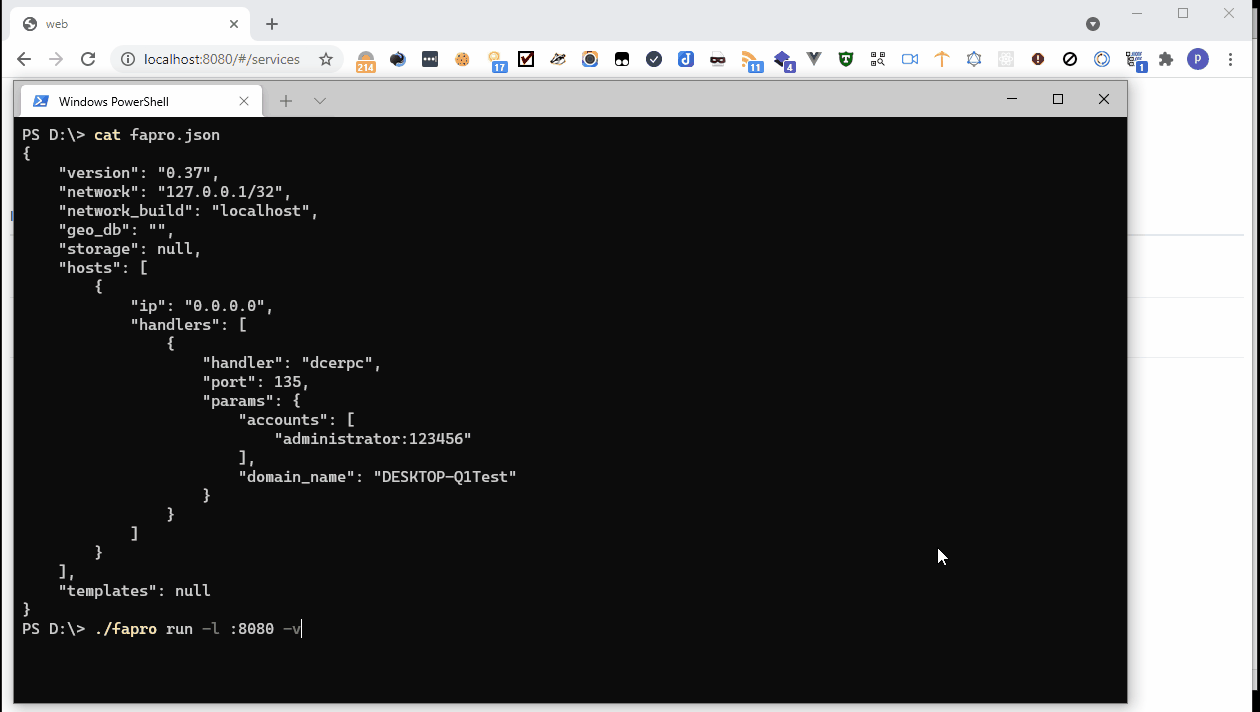 web
localhost:8080/#/services
214
17
11
4
1
P
Windows PowerShell
PS D:\> cat fapro.json
{
    "version": "0.37",
    "network": "127.0.0.1/32",
    "network_build": "localhost",
    "geo_db": "",
    "storage": null,
    "hosts": [
        {
            "ip": "0.0.0.0",
            "handlers": [
                {
                    "handler": "dcerpc",
                    "port": 135,
                    "params": {
                        "accounts": [
                            "administrator:123456"
                        ],
                        "domain_name": "DESKTOP-Q1Test"
                    }
                }
            ]
        }
    ],
    "templates": null
}
PS D:\> ./fapro run -l :8080 -v